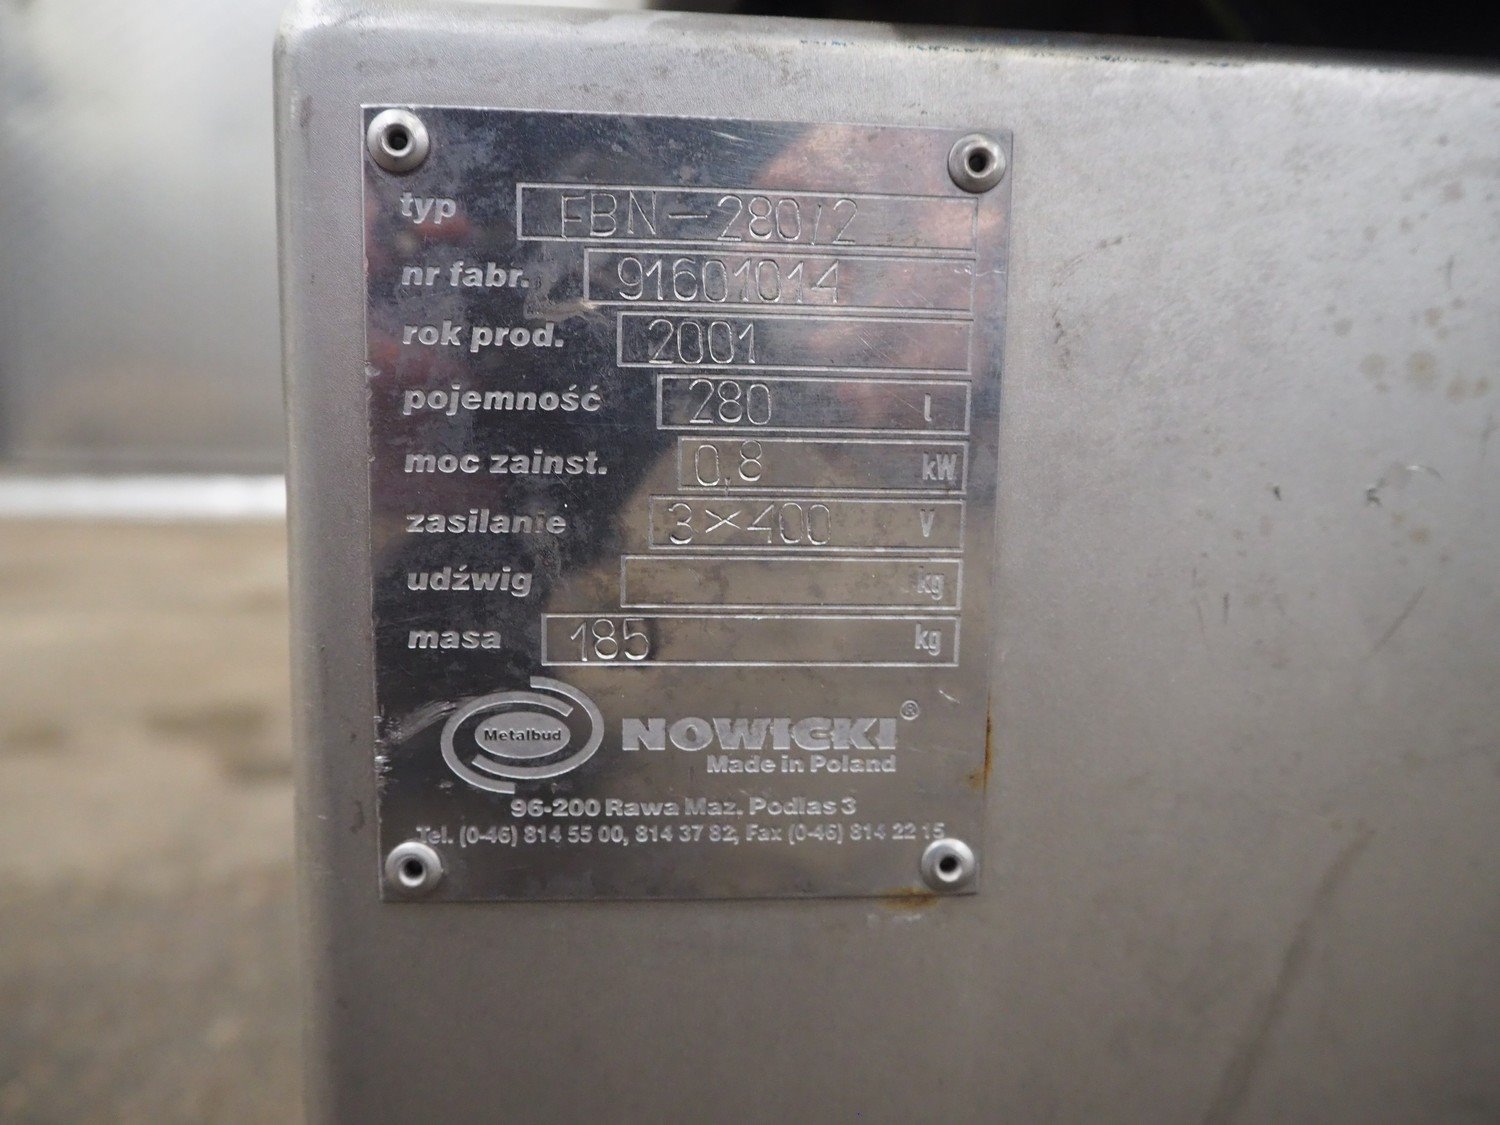 typ FBN-280/2
nr fabr. 91601014
rok prod. 2001
pojemność 280 l
moc zainst. 0,8 kW
zasilanie 3×400 V
udźwig kg
masa 185 kg
Metalbud NOWICKI®
Made in Poland
96-200 Rawa Maz. Podlas 3
Tel. (0-46) 814 55 00, 814 37 82, Fax (0-46) 814 22 15